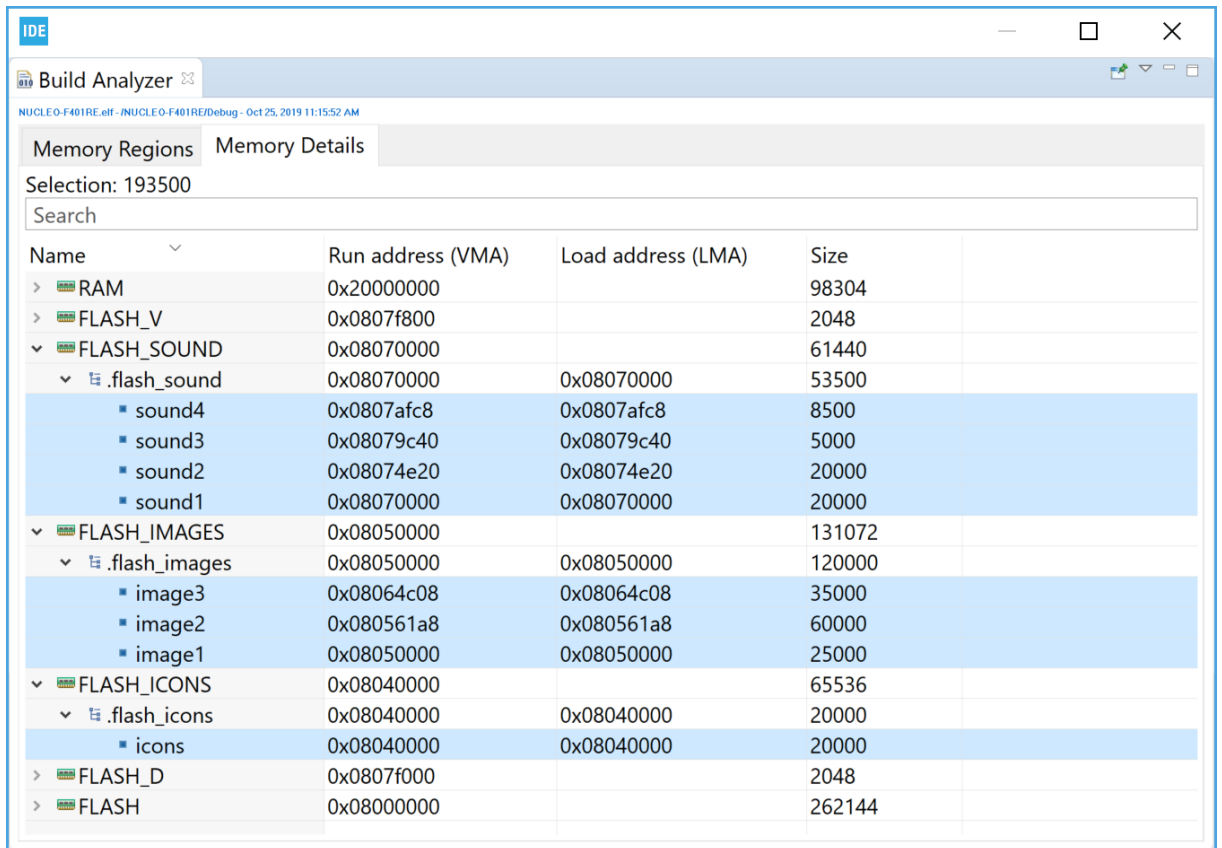 IDE
Build Analyzer
NUCLEO-F401RE.elf - /NUCLEO-F401RE/Debug - Oct 25, 2019 11:15:52 AM
Memory Regions Memory Details
Selection: 193500
Search
Name Run address (VMA) Load address (LMA) Size
RAM 0x20000000 98304
FLASH_V 0x0807f800 2048
FLASH_SOUND 0x08070000 61440
.flash_sound 0x08070000 0x08070000 53500
sound4 0x0807afc8 0x0807afc8 8500
sound3 0x08079c40 0x08079c40 5000
sound2 0x08074e20 0x08074e20 20000
sound1 0x08070000 0x08070000 20000
FLASH_IMAGES 0x08050000 131072
.flash_images 0x08050000 0x08050000 120000
image3 0x08064c08 0x08064c08 35000
image2 0x080561a8 0x080561a8 60000
image1 0x08050000 0x08050000 25000
FLASH_ICONS 0x08040000 65536
.flash_icons 0x08040000 0x08040000 20000
icons 0x08040000 0x08040000 20000
FLASH_D 0x0807f000 2048
FLASH 0x08000000 262144